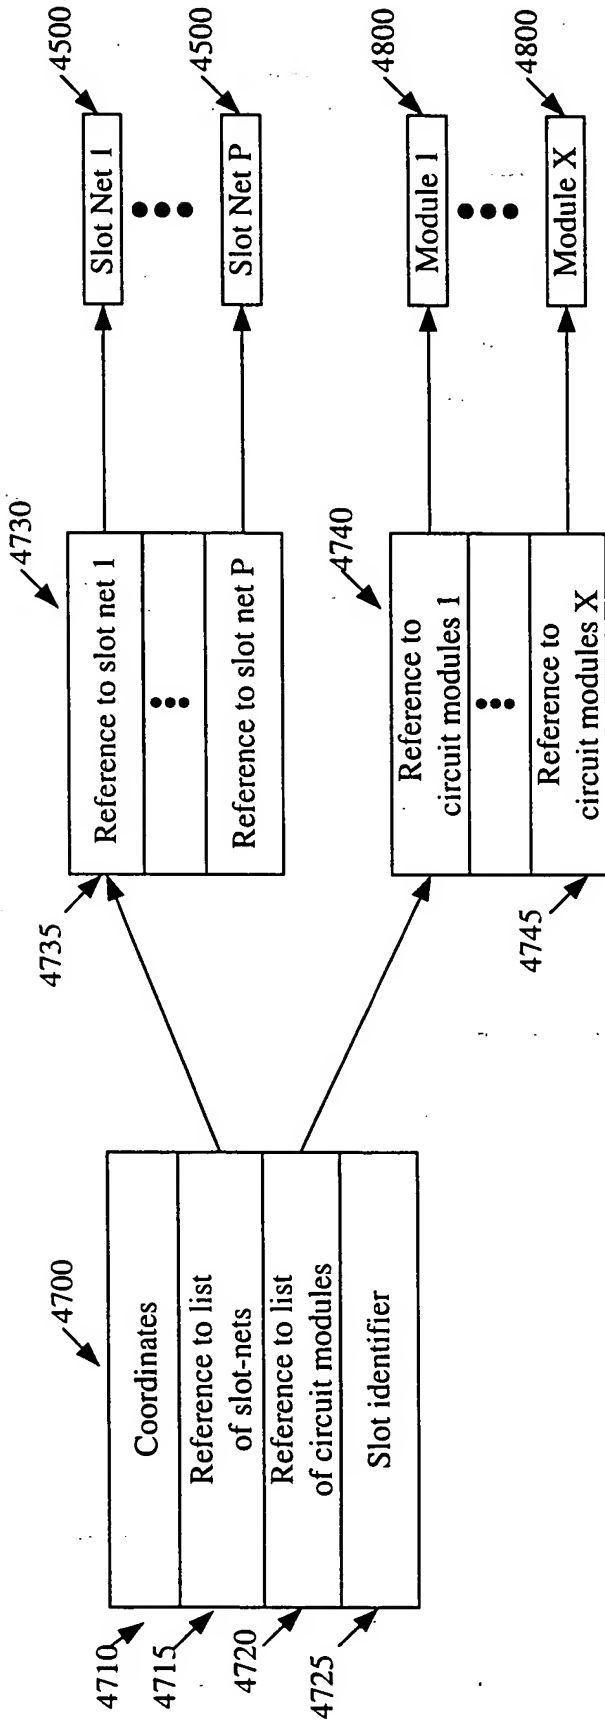 4700
4710
Coordinates
4715
Reference to list
of slot-nets
4720
Reference to list
of circuit modules
4725
Slot identifier
4730
4735
Reference to slot net 1
Reference to slot net P
4740
Reference to
circuit modules 1
4745
Reference to
circuit modules X
4500
Slot Net 1
4500
Slot Net P
4800
Module 1
4800
Module X